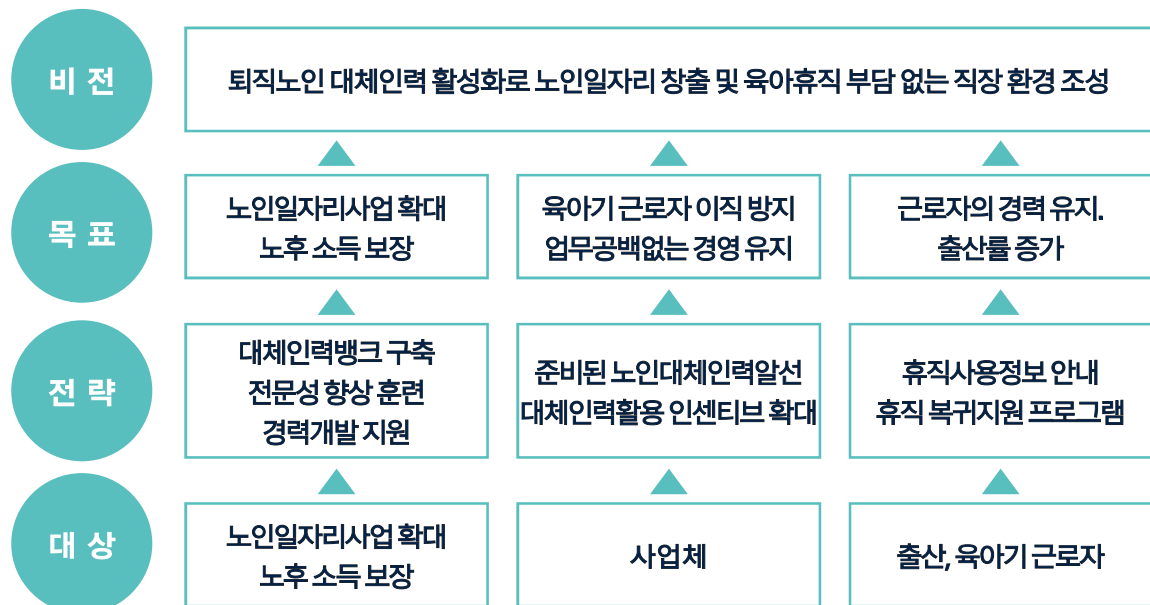 비 전
퇴직노인 대체인력 활성화로 노인일자리 창출 및 육아휴직 부담 없는 직장 환경 조성
목 표
노인일자리사업 확대
노후 소득 보장
육아기 근로자 이직 방지
업무공백없는 경영 유지
근로자의 경력 유지.
출산률 증가
전 략
대체인력뱅크 구축
전문성 향상 훈련
경력개발 지원
준비된 노인대체인력알선
대체인력활용 인센티브 확대
휴직사용정보 안내
휴직 복귀지원 프로그램
대 상
노인일자리사업 확대
노후 소득 보장
사업체
출산, 육아기 근로자